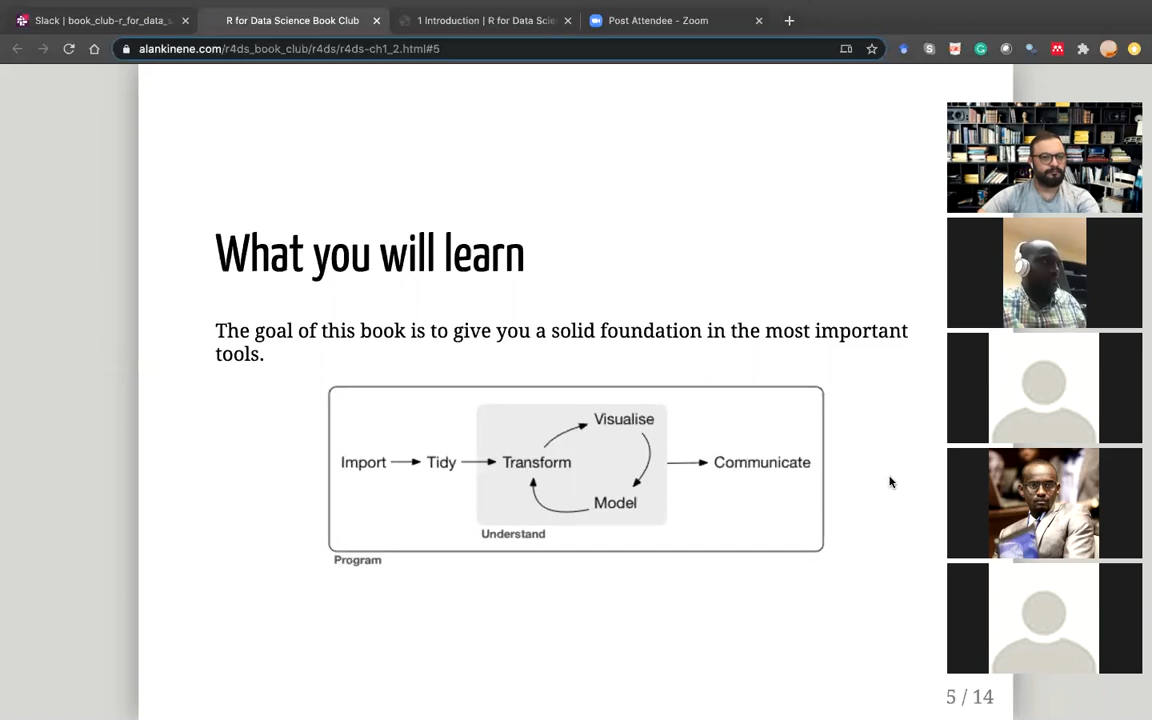 Slack | book_club-r_for_data_s
R for Data Science Book Club
1 Introduction | R for Data Scie
Post Attendee - Zoom
alankinene.com/r4ds_book_club/r4ds/r4ds-ch1_2.html#5
What you will learn
The goal of this book is to give you a solid foundation in the most important
tools.
Visualise
Import
Tidy
Transform
Communicate
Model
Understand
Program
5 / 14